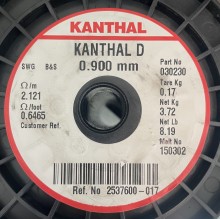 KANTHAL
KANTHAL D
SWG B&S
0.900 mm
Part No
030230
Ω/m
2.121
Tare Kg
0.17
Ω/foot
0.6465
Net Kg
3.72
Customer Ref.
Net Lb
8.19
Melt No
150302
Ref. No 2537600-017